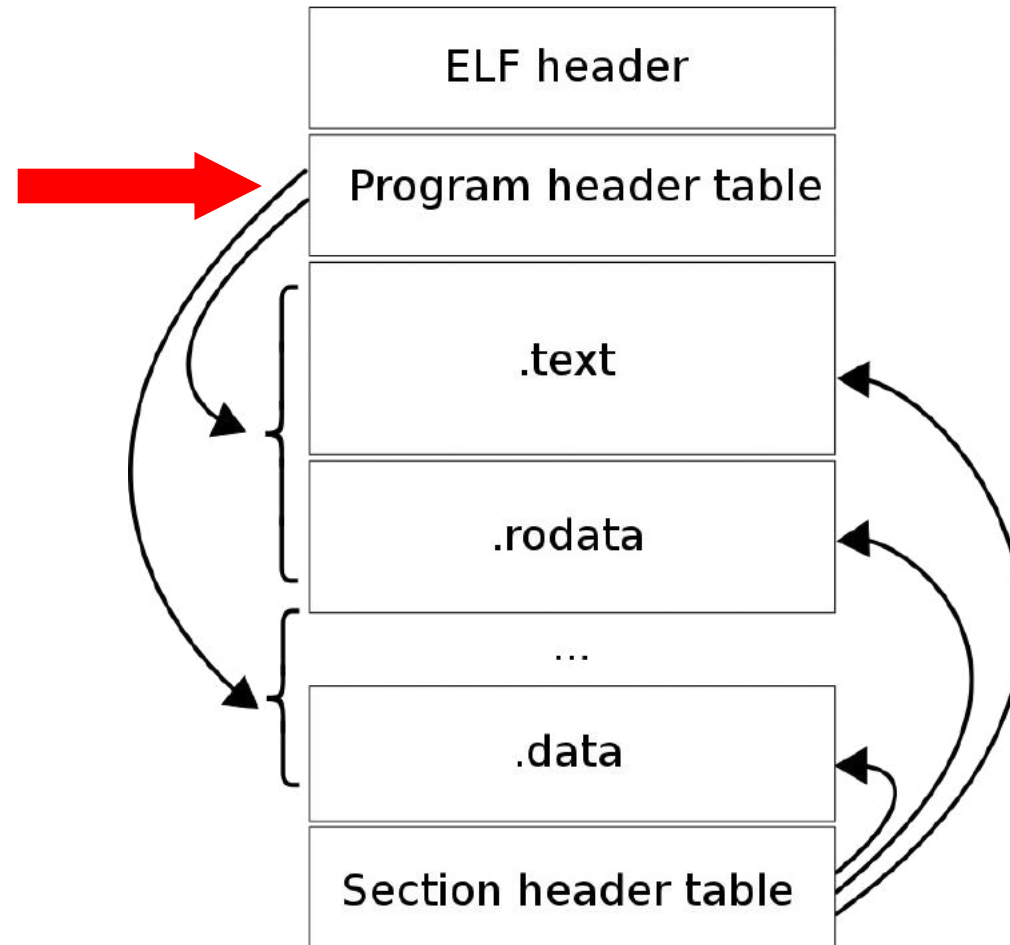 ELF header
Program header table
.text
.rodata
...
.data
Section header table